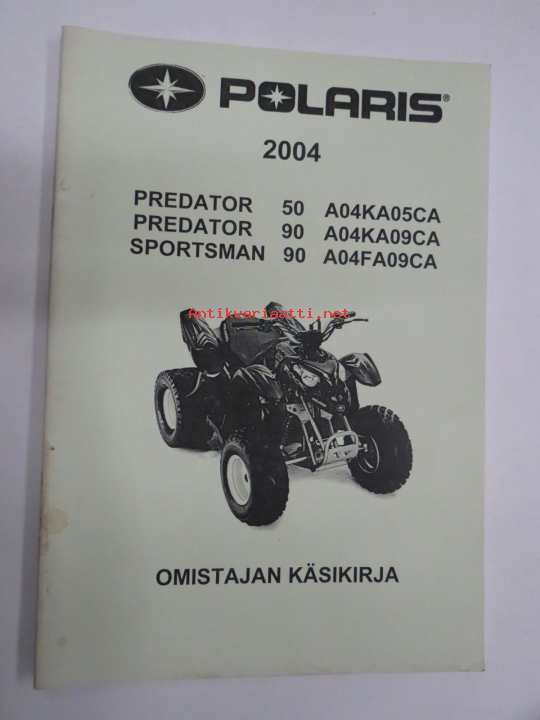 POLARIS®
2004
PREDATOR 50 A04KA05CA
PREDATOR 90 A04KA09CA
SPORTSMAN 90 A04FA09CA
Antikvariaatti.net
OMISTAJAN KÄSIKIRJA